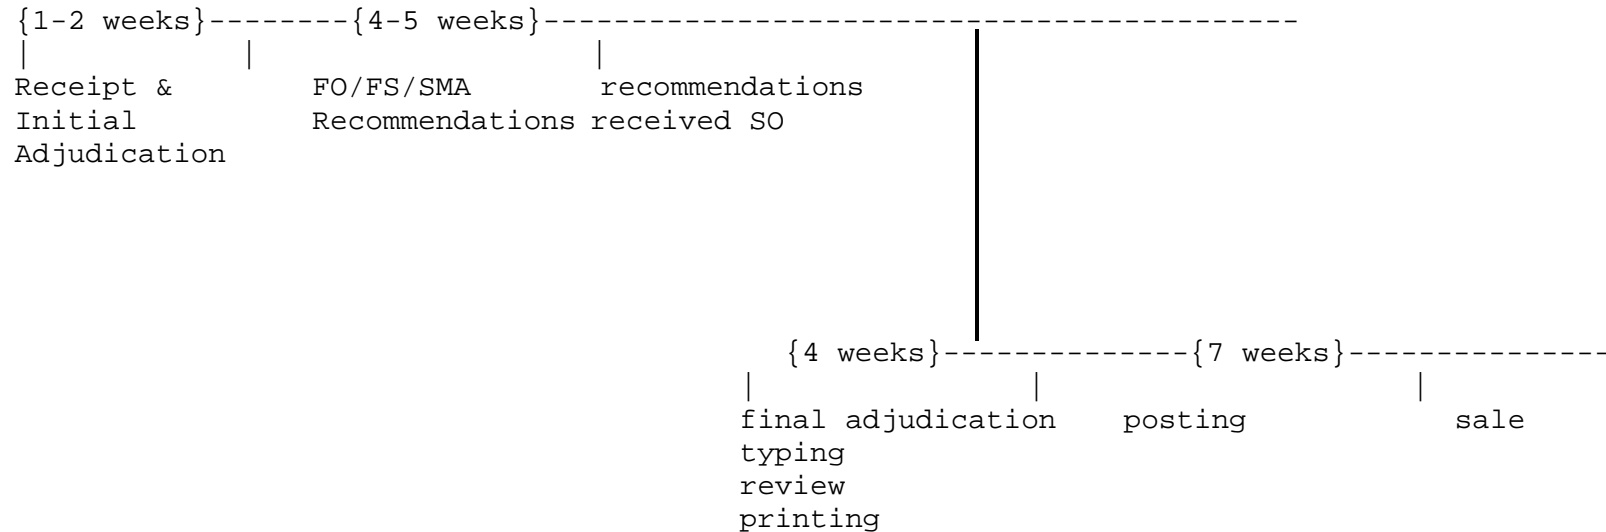 {1-2 weeks}--------{4-5 weeks}-------------------------------------------
| | |
Receipt & FO/FS/SMA recommendations
Initial Recommendations received SO
Adjudication
{4 weeks}--------------{7 weeks}---------------
| | |
final adjudication posting sale
typing
review
printing